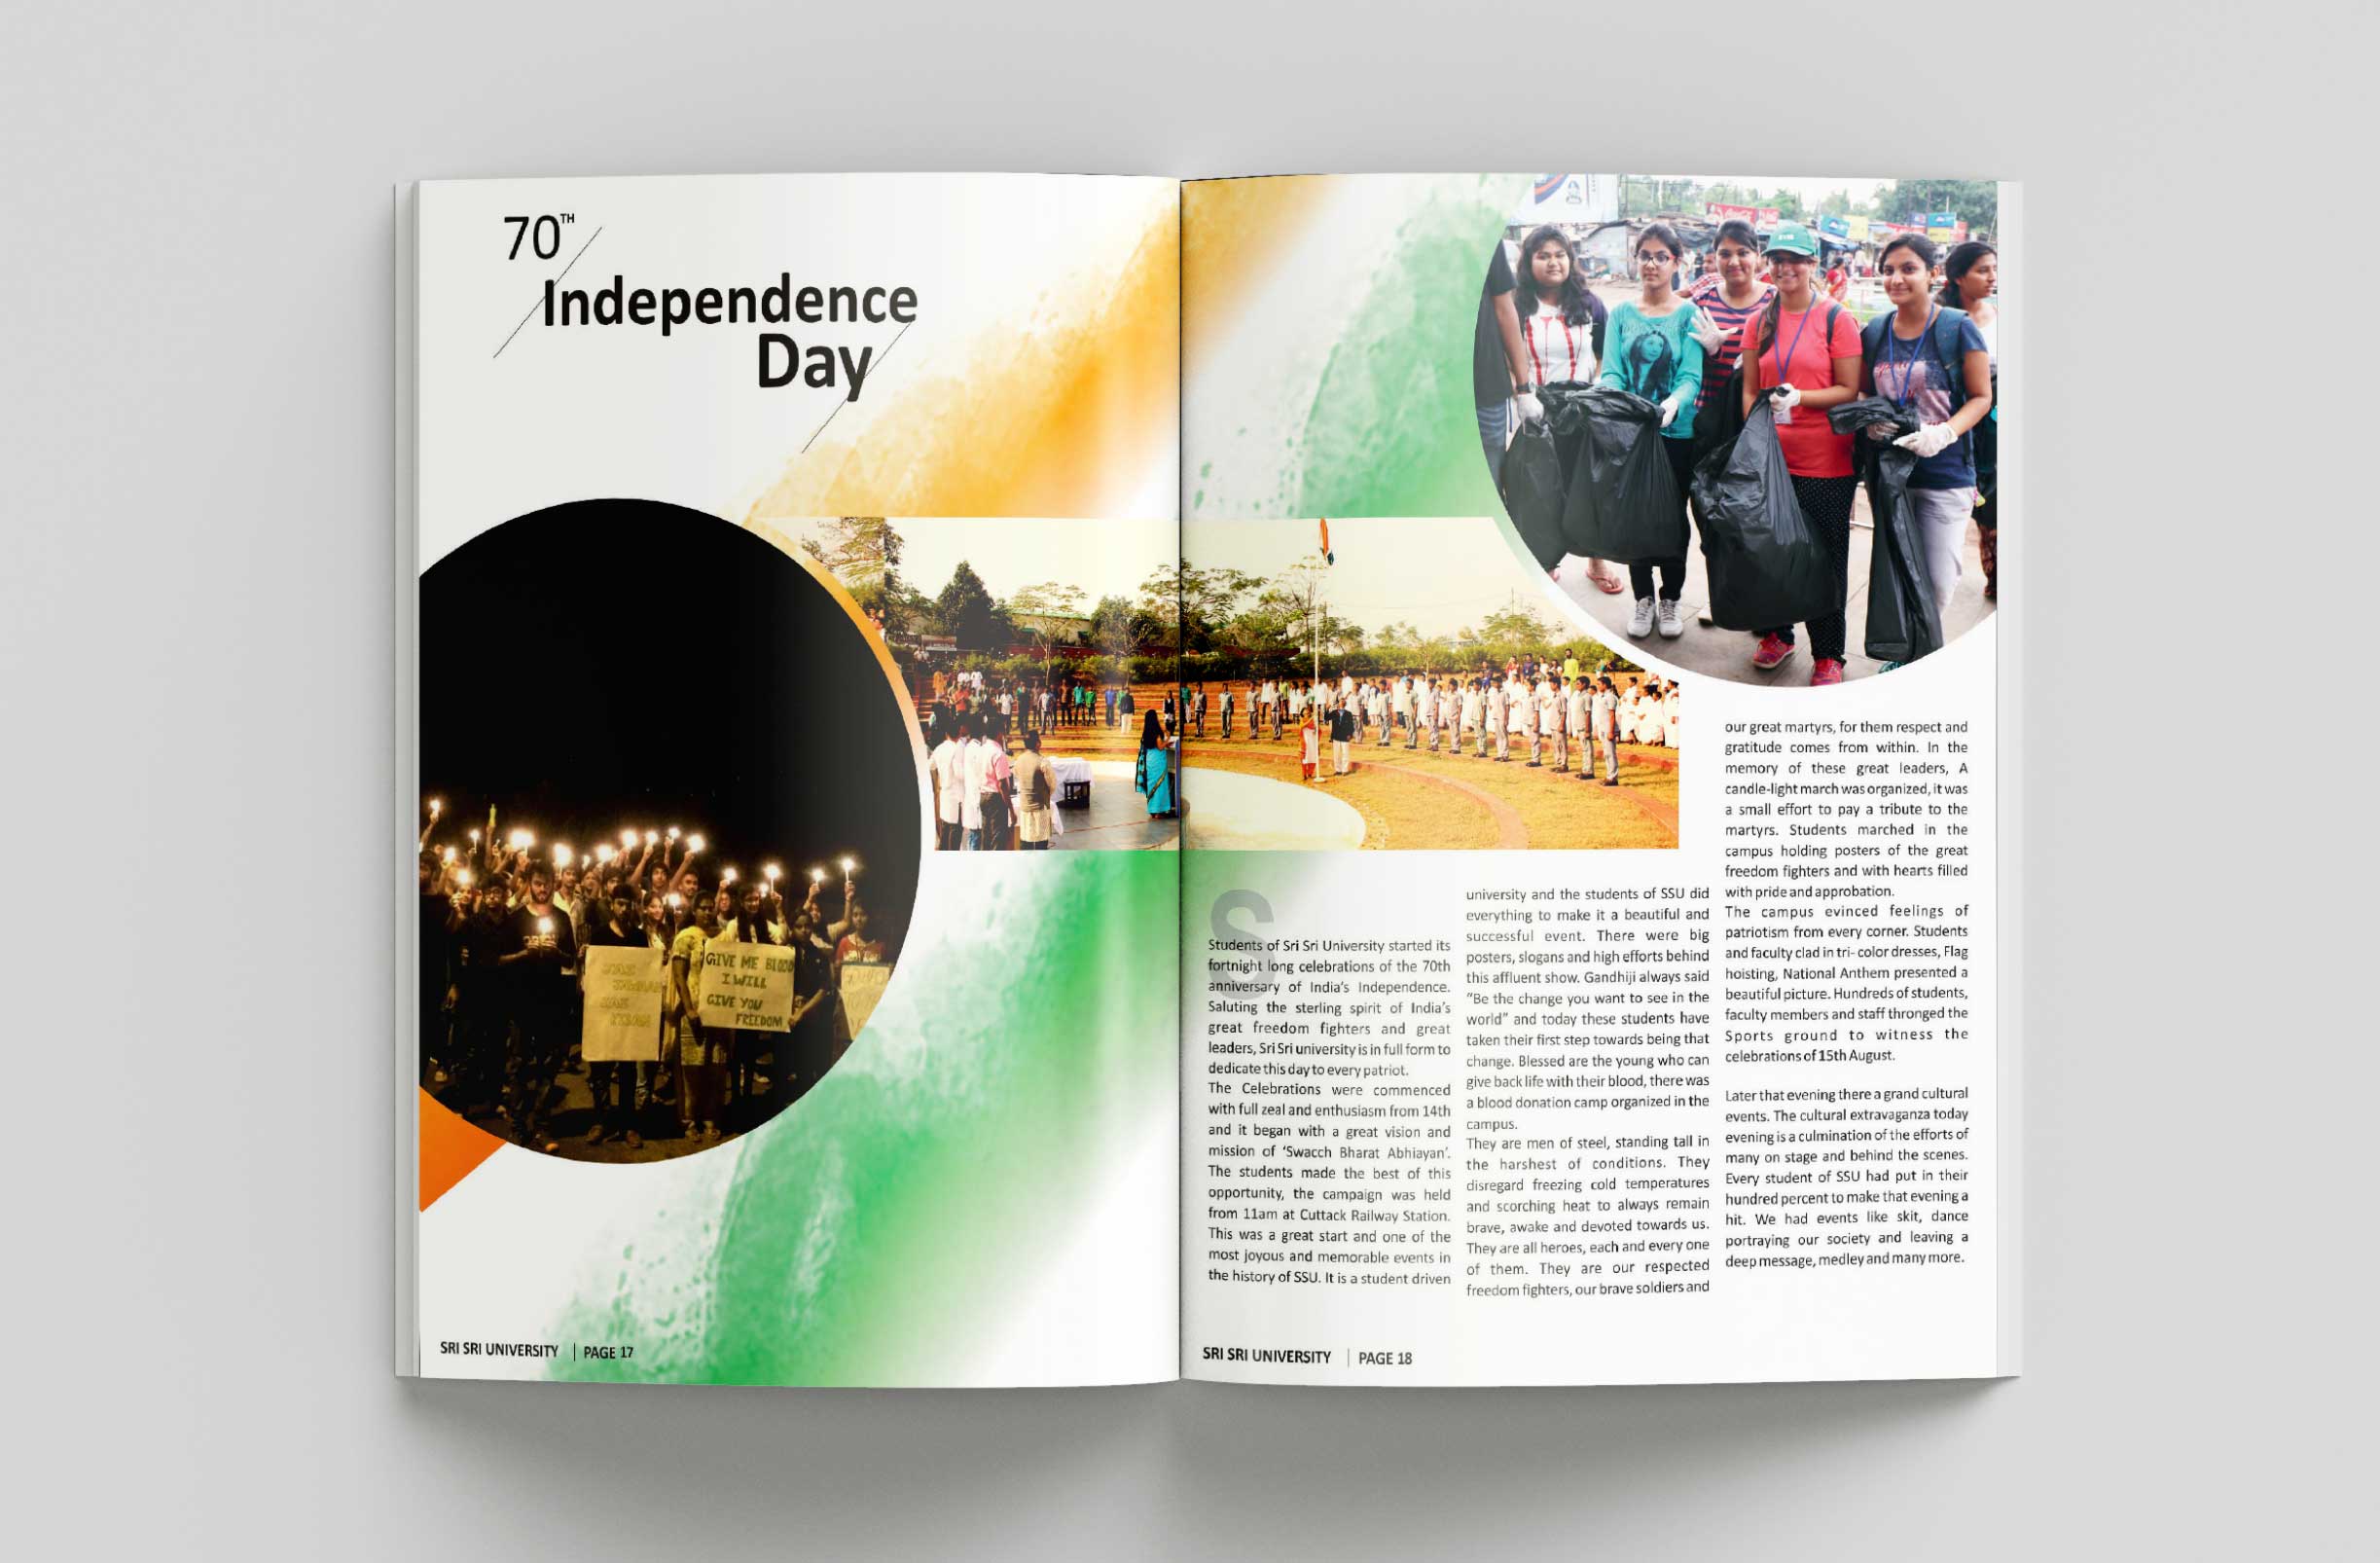 70TH
Independence
Day
GIVE ME BLOOD
I WILL
GIVE YOU
FREEDOM
SRI SRI UNIVERSITY | PAGE 17
S
Students of Sri Sri University started its
fortnight long celebrations of the 70th
anniversary of India's Independence.
Saluting the sterling spirit of India's
great freedom fighters and great
leaders, Sri Sri university is in full form to
dedicate this day to every patriot.
The Celebrations were commenced
with full zeal and enthusiasm from 14th
and it began with a great vision and
mission of 'Swacch Bharat Abhiayan'.
The students made the best of this
opportunity, the campaign was held
from 11am at Cuttack Railway Station.
This was a great start and one of the
most joyous and memorable events in
the history of SSU. It is a student driven
university and the students of SSU did
everything to make it a beautiful and
successful event. There were big
posters, slogans and high efforts behind
this affluent show. Gandhiji always said
"Be the change you want to see in the
world" and today these students have
taken their first step towards being that
change. Blessed are the young who can
give back life with their blood, there was
a blood donation camp organized in the
campus.
They are men of steel, standing tall in
the harshest of conditions. They
disregard freezing cold temperatures
and scorching heat to always remain
brave, awake and devoted towards us.
They are all heroes, each and every one
of them. They are our respected
freedom fighters, our brave soldiers and
our great martyrs, for them respect and
gratitude comes from within. In the
memory of these great leaders, A
candle-light march was organized, it was
a small effort to pay a tribute to the
martyrs. Students marched in the
campus holding posters of the great
freedom fighters and with hearts filled
with pride and approbation.
The campus evinced feelings of
patriotism from every corner. Students
and faculty clad in tri- color dresses, Flag
hoisting, National Anthem presented a
beautiful picture. Hundreds of students,
faculty members and staff thronged the
Sports ground to witness the
celebrations of 15th August.
Later that evening there a grand cultural
events. The cultural extravaganza today
evening is a culmination of the efforts of
many on stage and behind the scenes.
Every student of SSU had put in their
hundred percent to make that evening a
hit. We had events like skit, dance
portraying our society and leaving a
deep message, medley and many more.
SRI SRI UNIVERSITY | PAGE 18